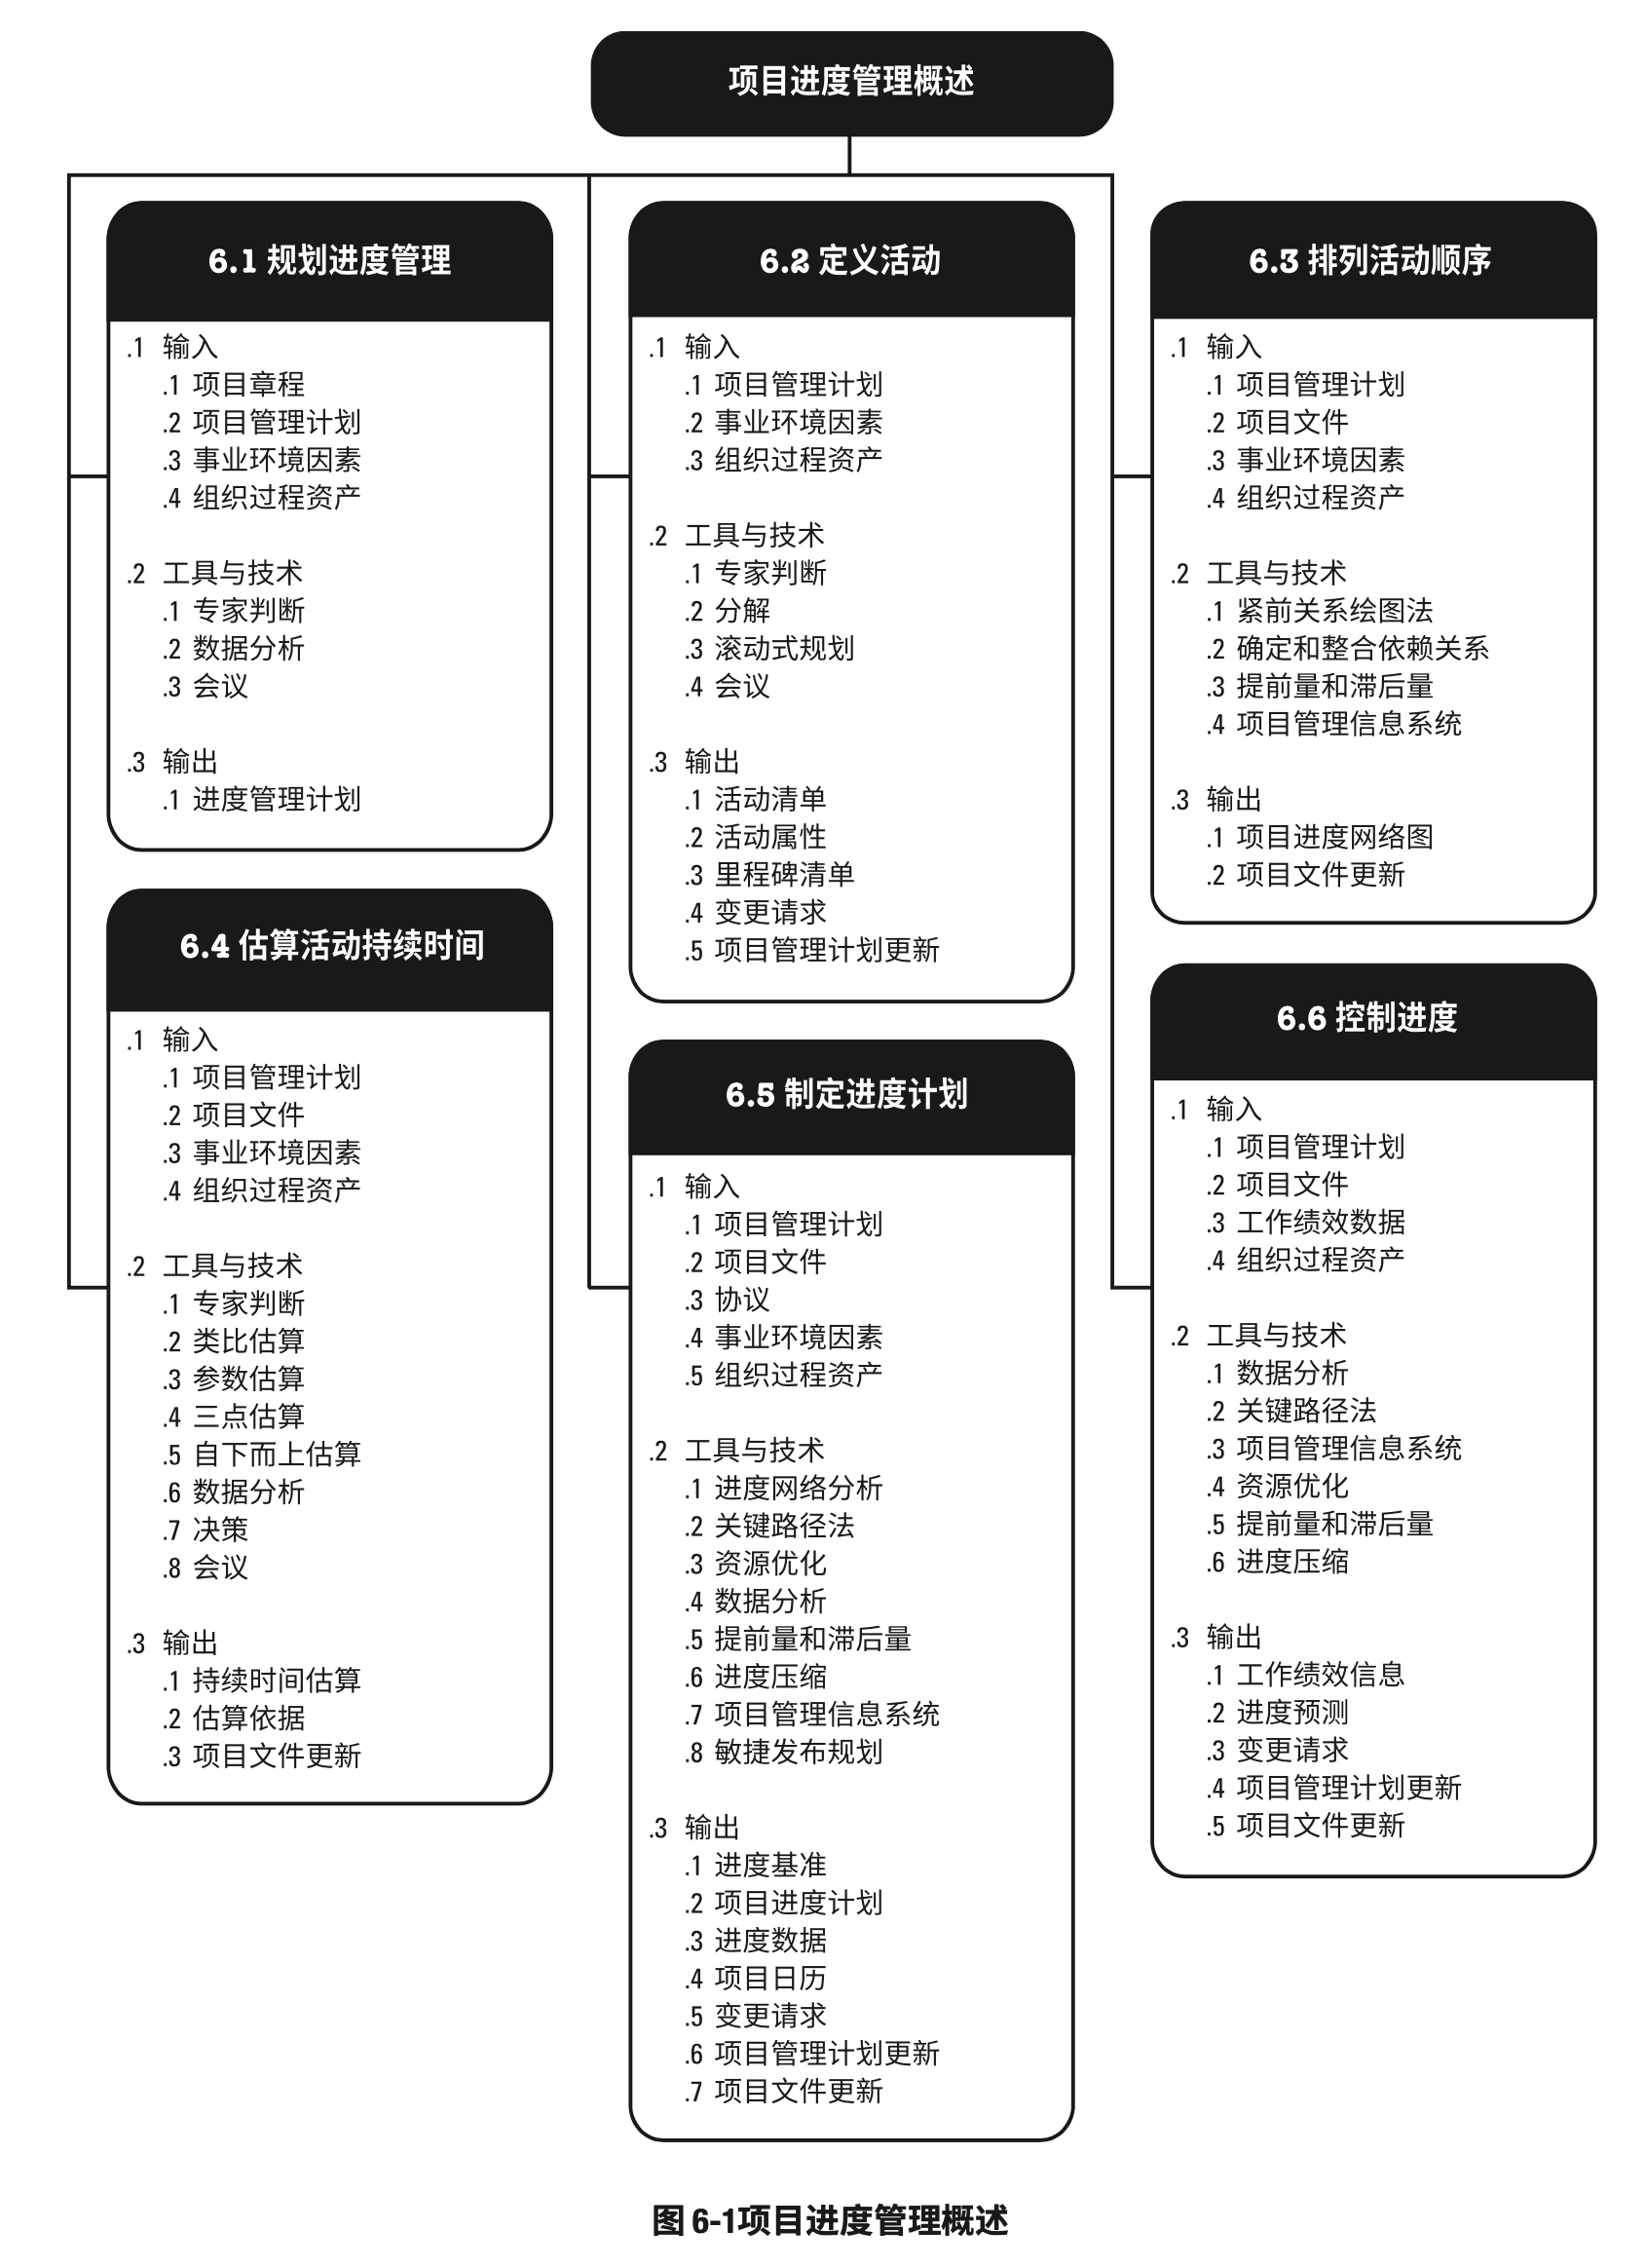 项目进度管理概述
6.1 规划进度管理
.1 输入
.1 项目章程
.2 项目管理计划
.3 事业环境因素
.4 组织过程资产
.2 工具与技术
.1 专家判断
.2 数据分析
.3 会议
.3 输出
.1 进度管理计划
6.2 定义活动
.1 输入
.1 项目管理计划
.2 事业环境因素
.3 组织过程资产
.2 工具与技术
.1 专家判断
.2 分解
.3 滚动式规划
.4 会议
.3 输出
.1 活动清单
.2 活动属性
.3 里程碑清单
.4 变更请求
.5 项目管理计划更新
6.3 排列活动顺序
.1 输入
.1 项目管理计划
.2 项目文件
.3 事业环境因素
.4 组织过程资产
.2 工具与技术
.1 紧前关系绘图法
.2 确定和整合依赖关系
.3 提前量和滞后量
.4 项目管理信息系统
.3 输出
.1 项目进度网络图
.2 项目文件更新
6.4 估算活动持续时间
.1 输入
.1 项目管理计划
.2 项目文件
.3 事业环境因素
.4 组织过程资产
.2 工具与技术
.1 专家判断
.2 类比估算
.3 参数估算
.4 三点估算
.5 自下而上估算
.6 数据分析
.7 决策
.8 会议
.3 输出
.1 持续时间估算
.2 估算依据
.3 项目文件更新
6.5 制定进度计划
.1 输入
.1 项目管理计划
.2 项目文件
.3 协议
.4 事业环境因素
.5 组织过程资产
.2 工具与技术
.1 进度网络分析
.2 关键路径法
.3 资源优化
.4 数据分析
.5 提前量和滞后量
.6 进度压缩
.7 项目管理信息系统
.8 敏捷发布规划
.3 输出
.1 进度基准
.2 项目进度计划
.3 进度数据
.4 项目日历
.5 变更请求
.6 项目管理计划更新
.7 项目文件更新
6.6 控制进度
.1 输入
.1 项目管理计划
.2 项目文件
.3 工作绩效数据
.4 组织过程资产
.2 工具与技术
.1 数据分析
.2 关键路径法
.3 项目管理信息系统
.4 资源优化
.5 提前量和滞后量
.6 进度压缩
.3 输出
.1 工作绩效信息
.2 进度预测
.3 变更请求
.4 项目管理计划更新
.5 项目文件更新
图 6-1项目进度管理概述